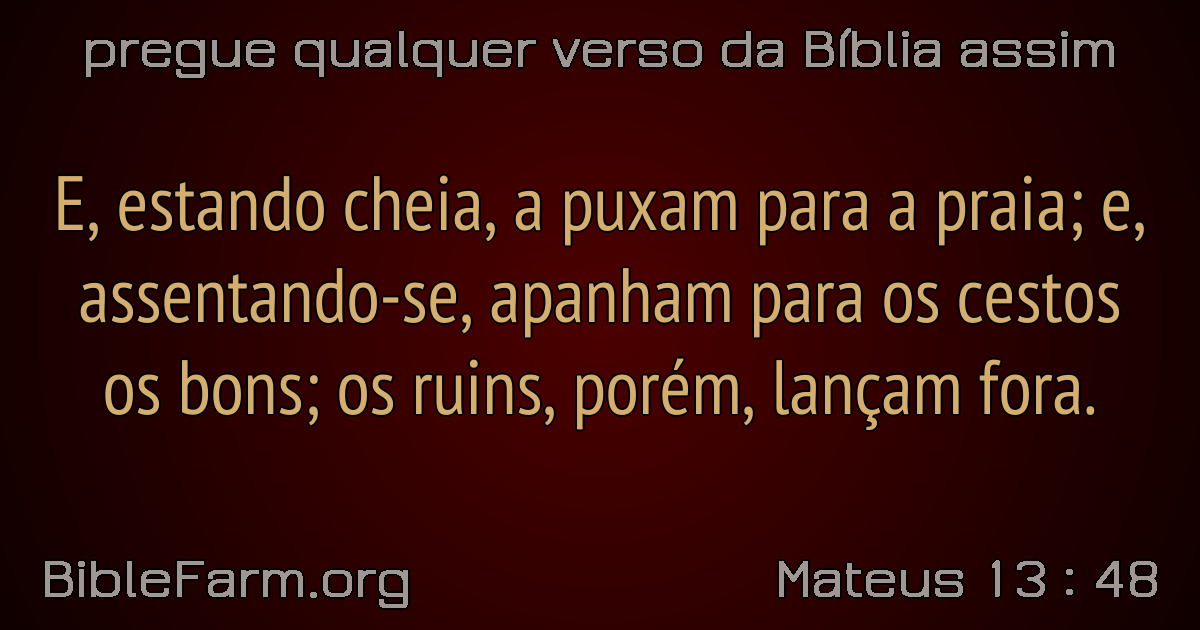 pregue qualquer verso da Bíblia assim
E, estando cheia, a puxam para a praia; e,
assentando-se, apanham para os cestos
os bons; os ruins, porém, lançam fora.
BibleFarm.org
Mateus 13 : 48